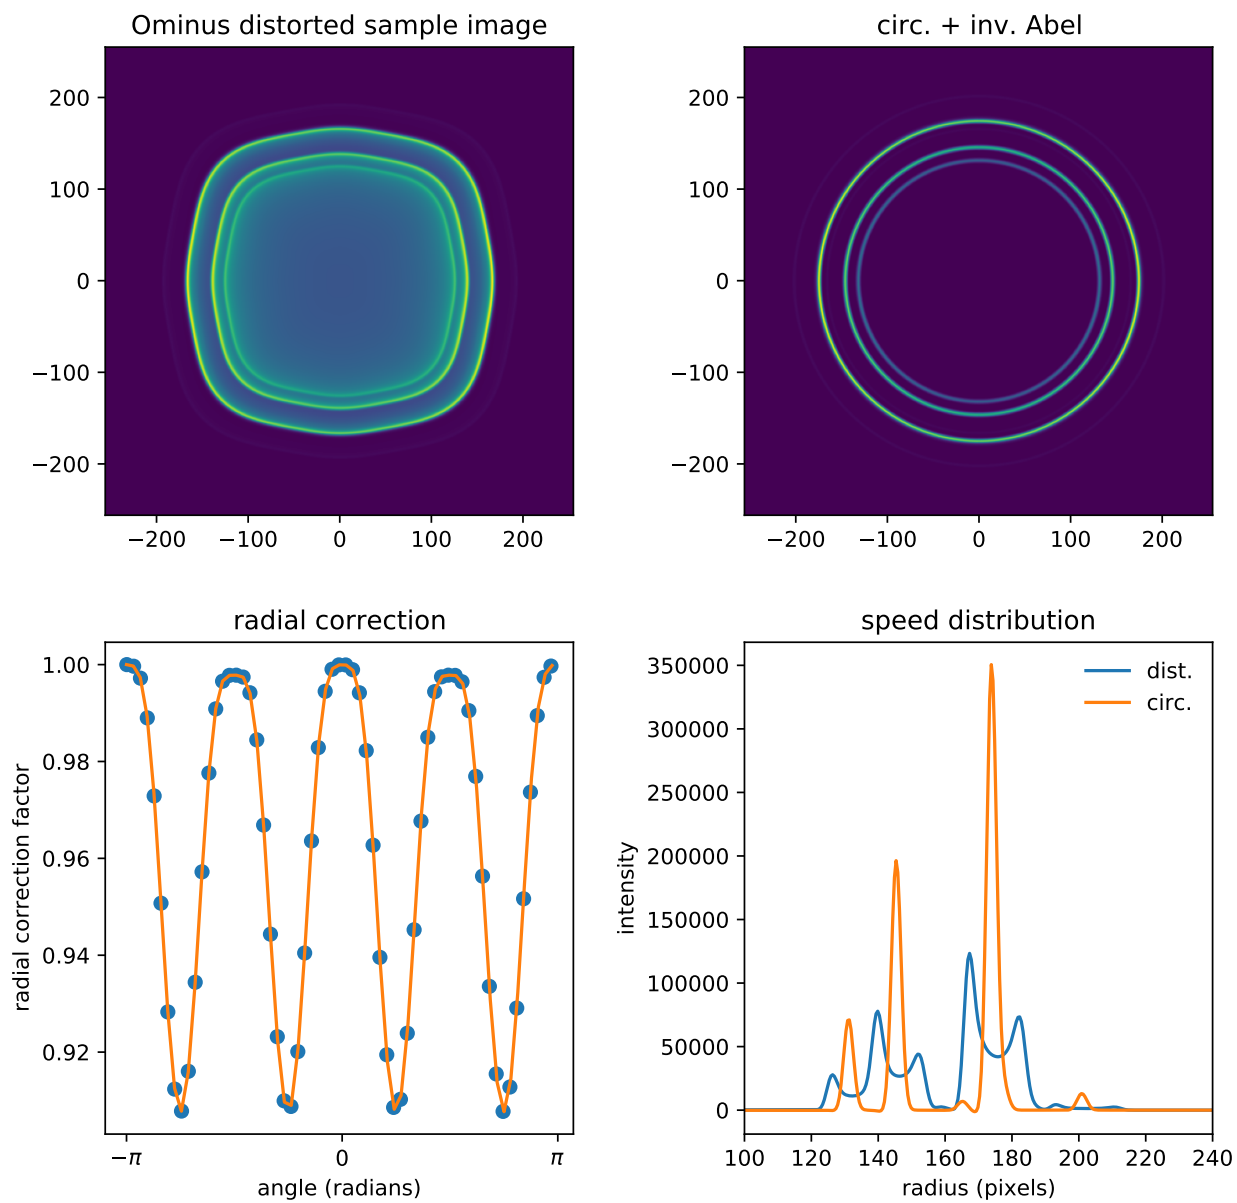 Ominus distorted sample image
200
100
0
−100
−200
−200 −100 0 100 200
circ. + inv. Abel
200
100
0
−100
−200
−200 −100 0 100 200
radial correction
radial correction factor
1.00
0.98
0.96
0.94
0.92
−π 0 π
angle (radians)
speed distribution
intensity
350000
300000
250000
200000
150000
100000
50000
0
dist.
circ.
100 120 140 160 180 200 220 240
radius (pixels)